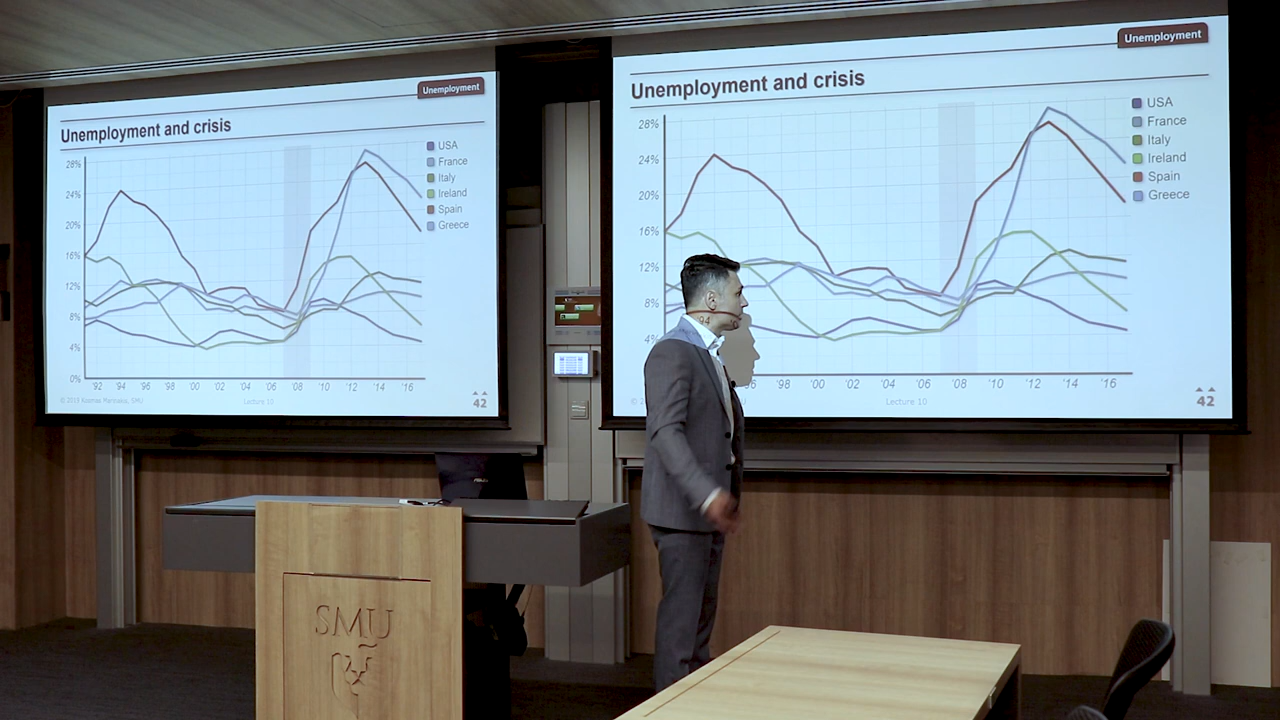 Unemployment
Unemployment and crisis
28%
24%
20%
16%
12%
8%
4%
0%
USA
France
Italy
Ireland
Spain
Greece
'92 '94 '96 '98 '00 '02 '04 '06 '08 '10 '12 '14 '16
Lecture 10
42
Unemployment
Unemployment and crisis
28%
24%
20%
16%
12%
8%
USA
France
Italy
Ireland
Spain
Greece
'98 '00 '02 '04 '06 '08 '10 '12 '14 '16
Lecture 10
42
SMU